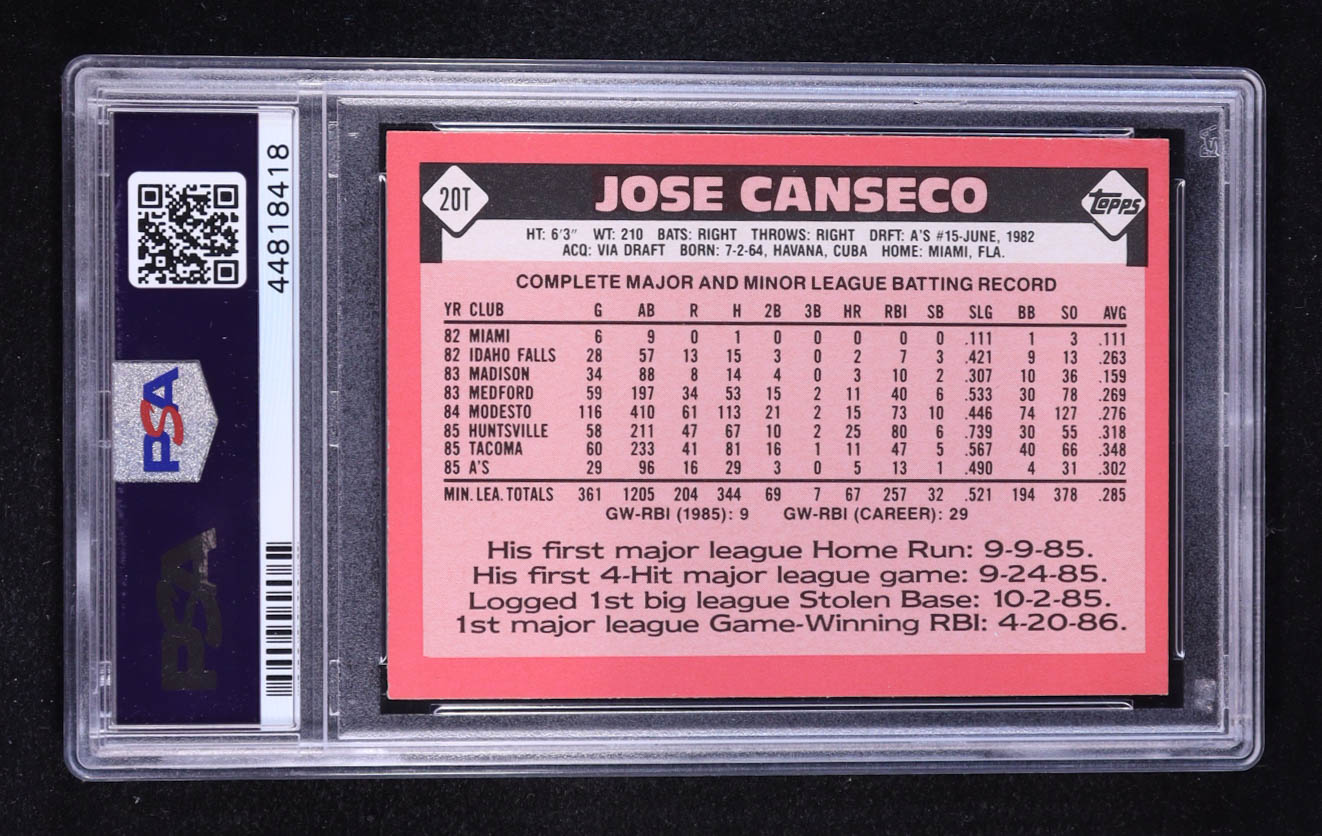 44818418
PSA
PSA
20T
JOSE CANSECO
topps
HT: 6'3" WT: 210 BATS: RIGHT THROWS: RIGHT DRFT: A'S #15-JUNE, 1982
ACQ: VIA DRAFT BORN: 7-2-64, HAVANA, CUBA HOME: MIAMI, FLA.
COMPLETE MAJOR AND MINOR LEAGUE BATTING RECORD
YR CLUB G AB R H 2B 3B HR RBI SB SLG BB SO AVG
82 MIAMI 6 9 0 1 0 0 0 0 0 .111 1 3 .111
82 IDAHO FALLS 28 57 13 15 3 0 2 7 3 .421 9 13 .263
83 MADISON 34 88 8 14 4 0 3 10 2 .307 10 36 .159
83 MEDFORD 59 197 34 53 15 2 11 40 6 .533 30 78 .269
84 MODESTO 116 410 61 113 21 2 15 73 10 .446 74 127 .276
85 HUNTSVILLE 58 211 47 67 10 2 25 80 6 .739 30 55 .318
85 TACOMA 60 233 41 81 16 1 11 47 5 .567 40 66 .348
85 A'S 29 96 16 29 3 0 5 13 1 .490 4 31 .302
MIN. LEA. TOTALS 361 1205 204 344 69 7 67 257 32 .521 194 378 .285
GW-RBI (1985): 9 GW-RBI (CAREER): 29
His first major league Home Run: 9-9-85.
His first 4-Hit major league game: 9-24-85.
Logged 1st big league Stolen Base: 10-2-85.
1st major league Game-Winning RBI: 4-20-86.
PSA
PSA